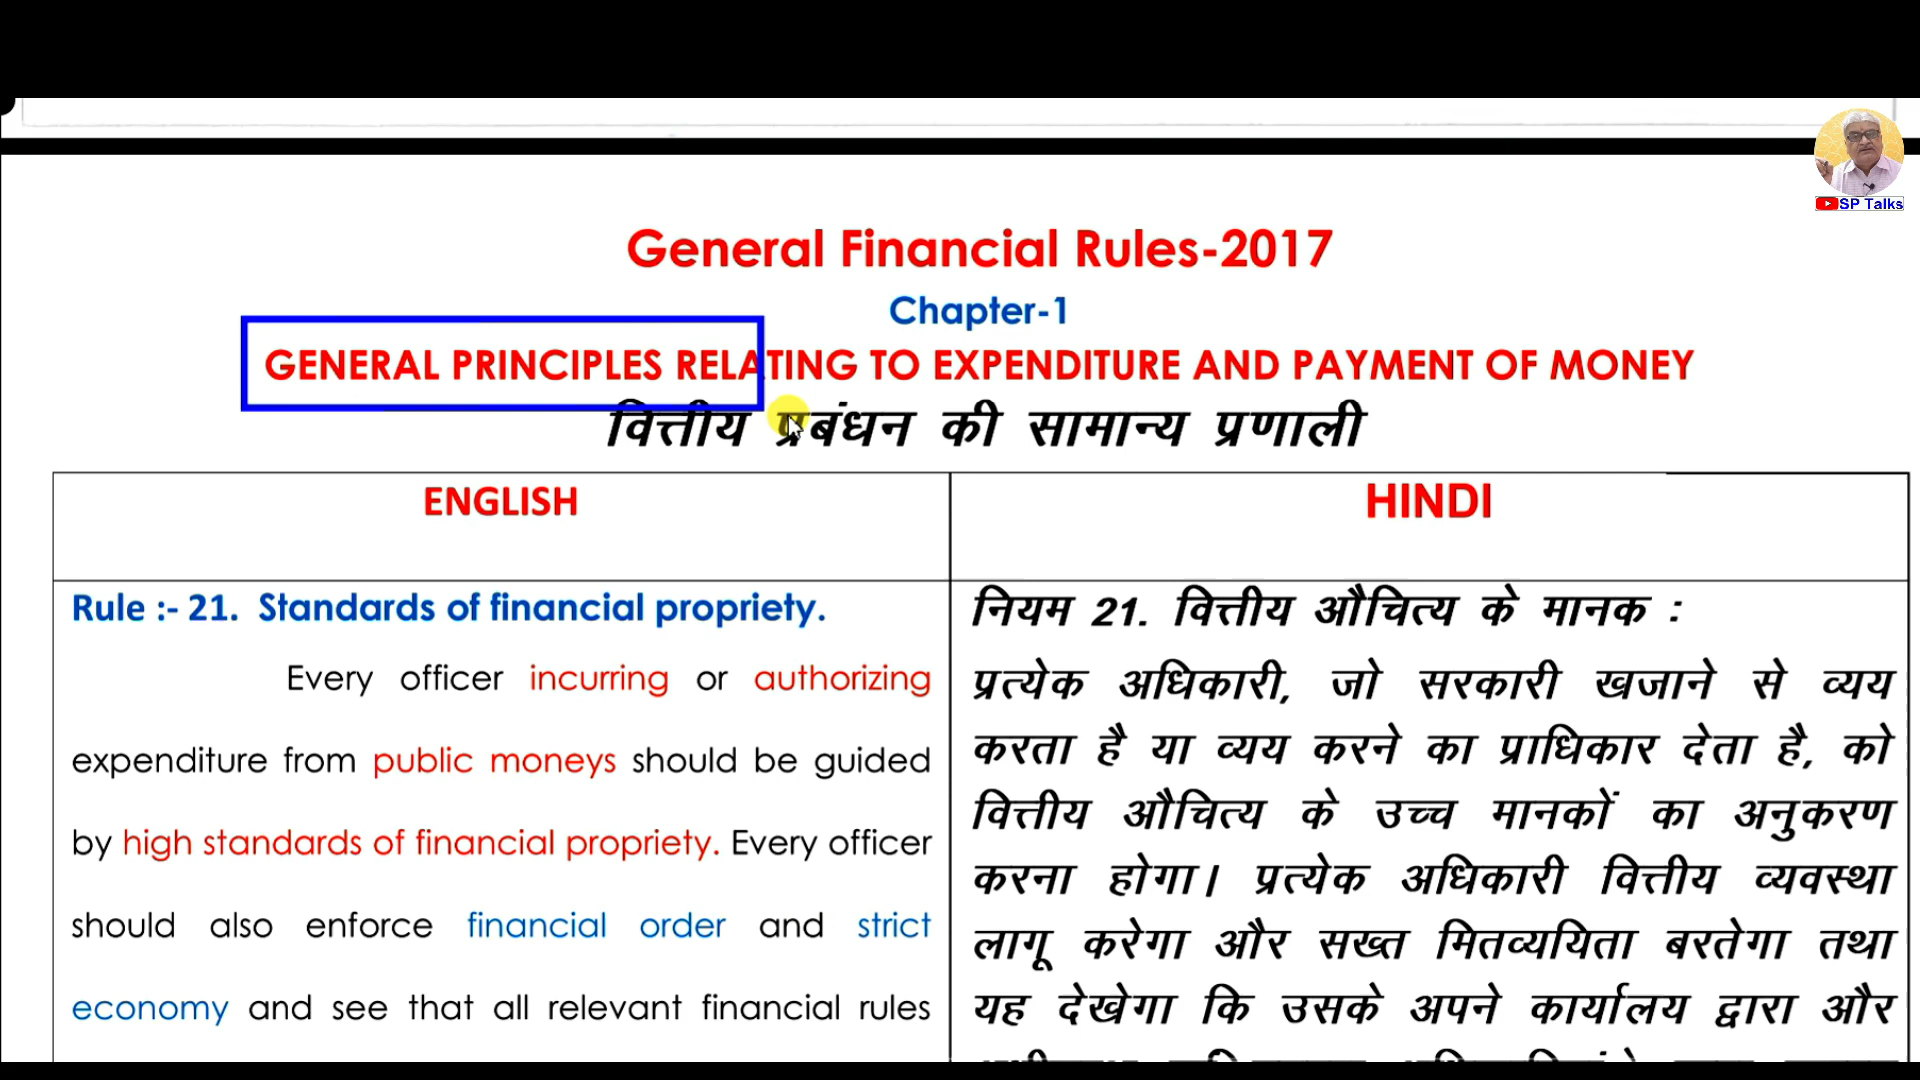 SP Talks
General Financial Rules-2017
Chapter-1
GENERAL PRINCIPLES RELATING TO EXPENDITURE AND PAYMENT OF MONEY
वित्तीय प्रबंधन की सामान्य प्रणाली
ENGLISH
HINDI
Rule :- 21. Standards of financial propriety.
Every officer incurring or authorizing
expenditure from public moneys should be guided
by high standards of financial propriety. Every officer
should also enforce financial order and strict
economy and see that all relevant financial rules
नियम 21. वित्तीय औचित्य के मानक :
प्रत्येक अधिकारी, जो सरकारी खजाने से व्यय
करता है या व्यय करने का प्राधिकार देता है, को
वित्तीय औचित्य के उच्च मानकों का अनुकरण
करना होगा। प्रत्येक अधिकारी वित्तीय व्यवस्था
लागू करेगा और सख्त मितव्ययिता बरतेगा तथा
यह देखेगा कि उसके अपने कार्यालय द्वारा और